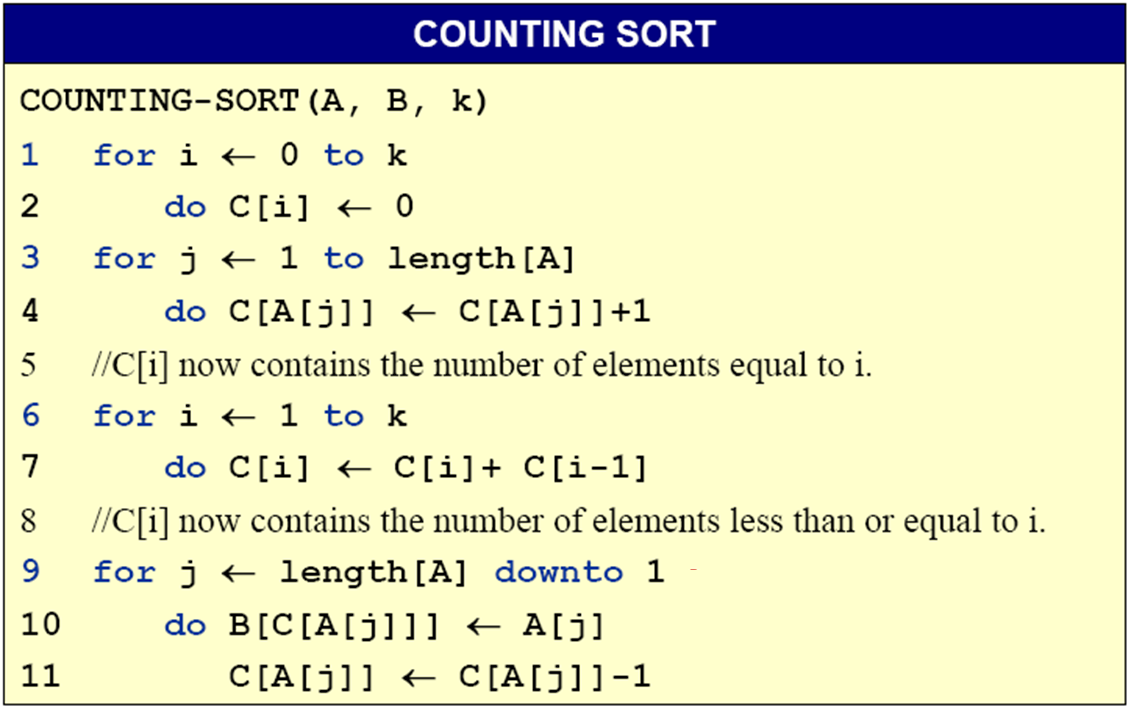 COUNTING SORT
COUNTING-SORT(A, B, k)
1 for i ← 0 to k
2 do C[i] ← 0
3 for j ← 1 to length[A]
4 do C[A[j]] ← C[A[j]]+1
5 //C[i] now contains the number of elements equal to i.
6 for i ← 1 to k
7 do C[i] ← C[i]+ C[i-1]
8 //C[i] now contains the number of elements less than or equal to i.
9 for j ← length[A] downto 1
10 do B[C[A[j]]] ← A[j]
11 C[A[j]] ← C[A[j]]-1